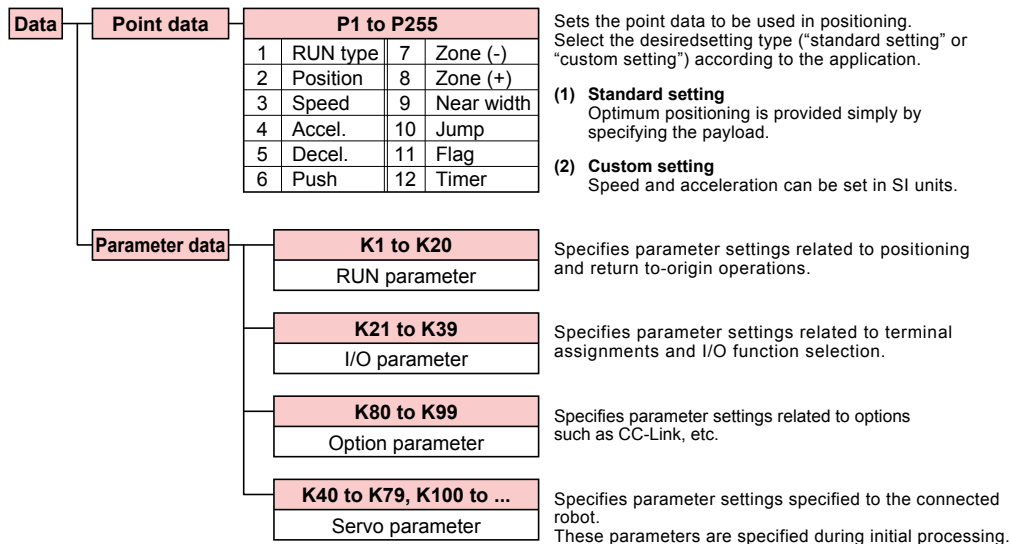 Data
Point data
P1 to P255
1 RUN type 7 Zone (-)
2 Position 8 Zone (+)
3 Speed 9 Near width
4 Accel. 10 Jump
5 Decel. 11 Flag
6 Push 12 Timer
Sets the point data to be used in positioning.
Select the desiredsetting type (“standard setting” or
“custom setting”) according to the application.
(1) Standard setting
Optimum positioning is provided simply by
specifying the payload.
(2) Custom setting
Speed and acceleration can be set in SI units.
Parameter data
K1 to K20
RUN parameter
Specifies parameter settings related to positioning
and return to-origin operations.
K21 to K39
I/O parameter
Specifies parameter settings related to terminal
assignments and I/O function selection.
K80 to K99
Option parameter
Specifies parameter settings related to options
such as CC-Link, etc.
K40 to K79, K100 to ...
Servo parameter
Specifies parameter settings specified to the connected
robot.
These parameters are specified during initial processing.